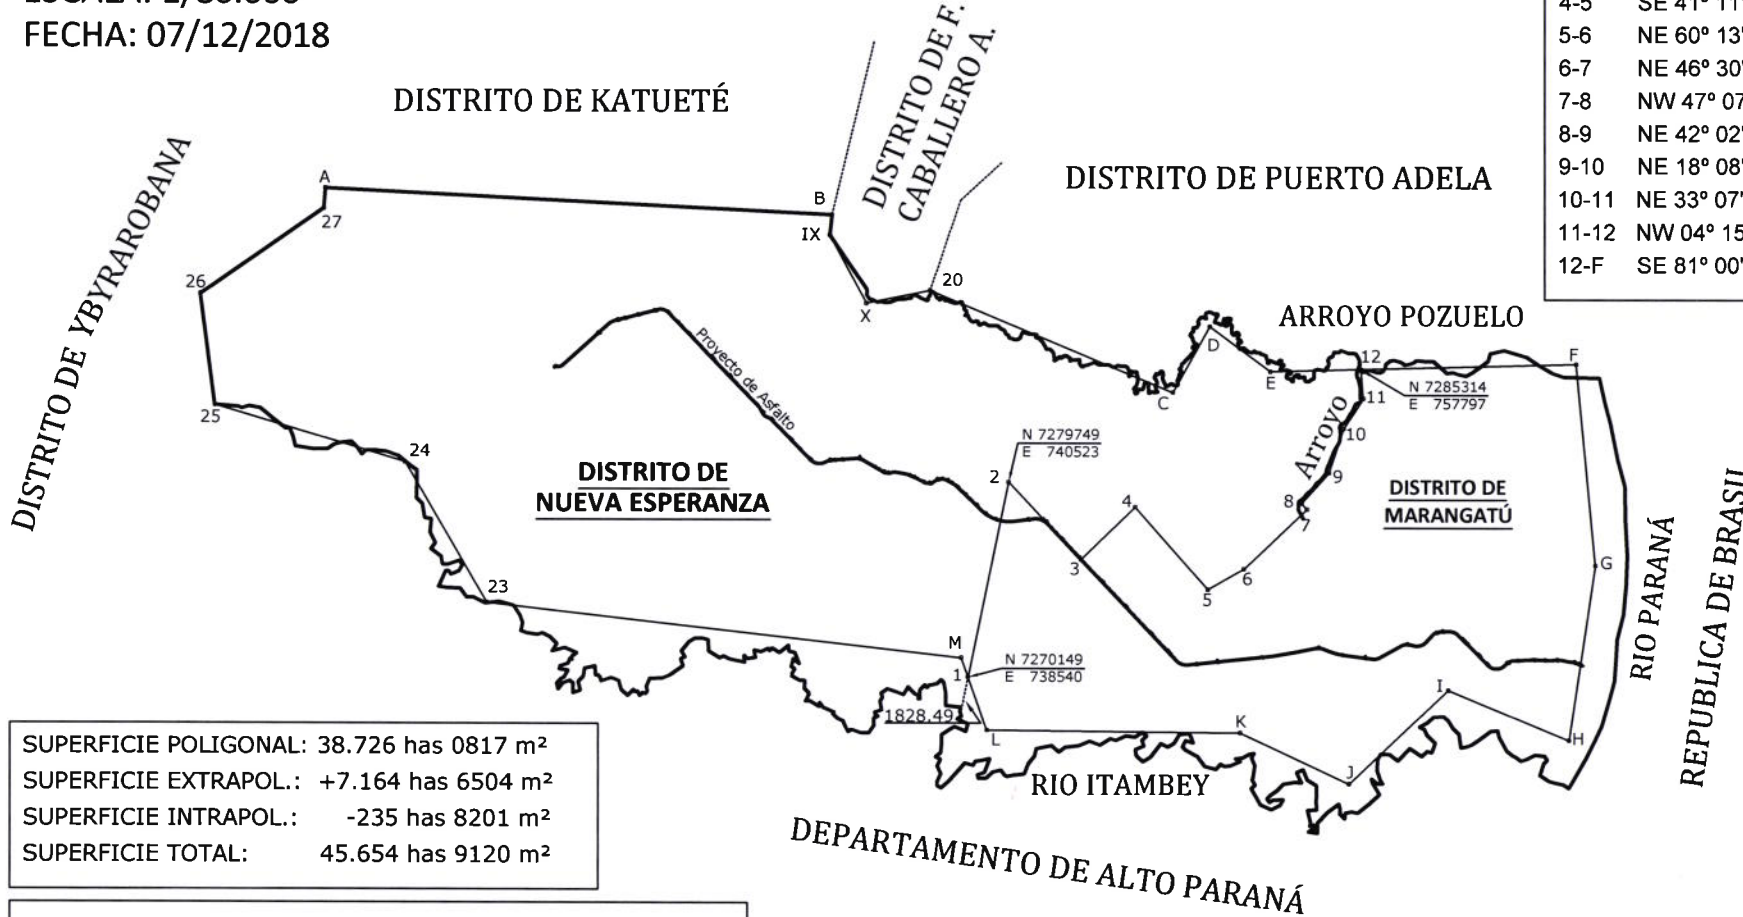 FECHA: 07/12/2018
DISTRITO DE KATUETÉ
DISTRITO DE F.
CABALLERO A.
DISTRITO DE PUERTO ADELA
DISTRITO DE YBYRAROBANA
4-5 SE 41º 11'
5-6 NE 60º 13'
6-7 NE 46º 30'
7-8 NW 47º 07'
8-9 NE 42º 02'
9-10 NE 18º 08'
10-11 NE 33º 07'
11-12 NW 04º 15'
12-F SE 81º 00'
A
27
B
IX
26
X
20
ARROYO POZUELO
D
E
C
12
F
N 7285314
E 757797
11
10
Arroyo
9
8
7
25
24
Proyecto de Asfalto
N 7279749
E 740523
2
DISTRITO DE
NUEVA ESPERANZA
4
3
5
6
DISTRITO DE
MARANGATÚ
G
RIO PARANÁ
REPUBLICA DE BRASIL
23
M
1
N 7270149
E 738540
1828.49
L
K
I
H
J
RIO ITAMBEY
DEPARTAMENTO DE ALTO PARANÁ
SUPERFICIE POLIGONAL: 38.726 has 0817 m²
SUPERFICIE EXTRAPOL.: +7.164 has 6504 m²
SUPERFICIE INTRAPOL.: -235 has 8201 m²
SUPERFICIE TOTAL: 45.654 has 9120 m²